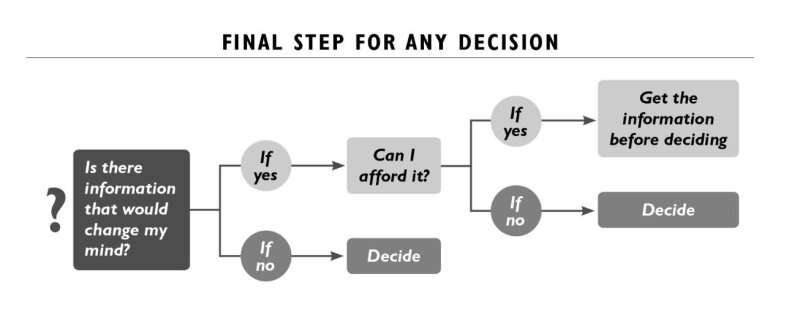 FINAL STEP FOR ANY DECISION
?
Is there
information
that would
change my
mind?
If
yes
Can I
afford it?
If
yes
Get the
information
before deciding
If
no
Decide
If
no
Decide